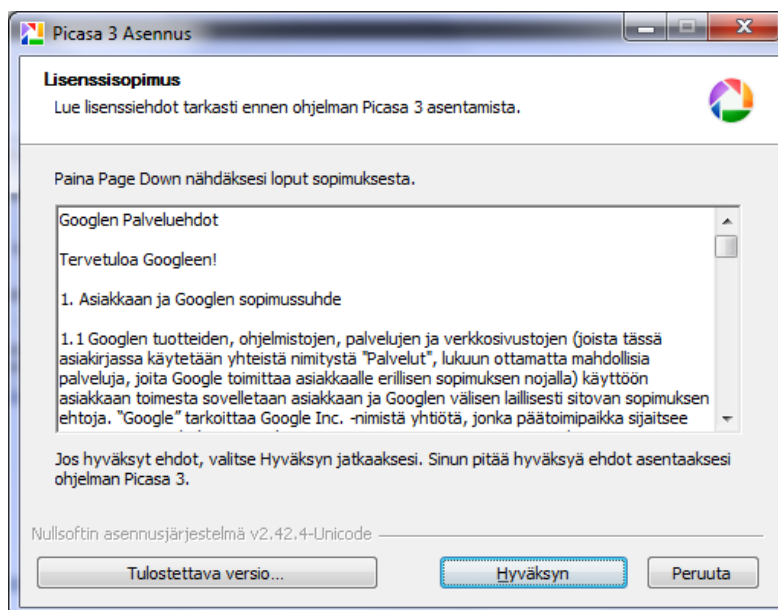 Picasa 3 Asennus
Lisenssisopimus
Lue lisenssiehdot tarkasti ennen ohjelman Picasa 3 asentamista.
Paina Page Down nähdäksesi loput sopimuksesta.
Googlen Palveluehdot
Tervetuloa Googleen!
1. Asiakkaan ja Googlen sopimussuhde
1.1 Googlen tuotteiden, ohjelmistojen, palvelujen ja verkkosivustojen (joista tässä
asiakirjassa käytetään yhteistä nimitystä "Palvelut", lukuun ottamatta mahdollisia
palveluja, joita Google toimittaa asiakkaalle erillisen sopimuksen nojalla) käyttöön
asiakkaan toimesta sovelletaan asiakkaan ja Googlen välisen laillisesti sitovan sopimuksen
ehtoja. “Google” tarkoittaa Google Inc. -nimistä yhtiötä, jonka päätoimipaikka sijaitsee
Jos hyväksyt ehdot, valitse Hyväksyn jatkaaksesi. Sinun pitää hyväksyä ehdot asentaaksesi
ohjelman Picasa 3.
Nullsoftin asennusjärjestelmä v2.42.4-Unicode
Tulostettava versio... Hyväksyn Peruuta